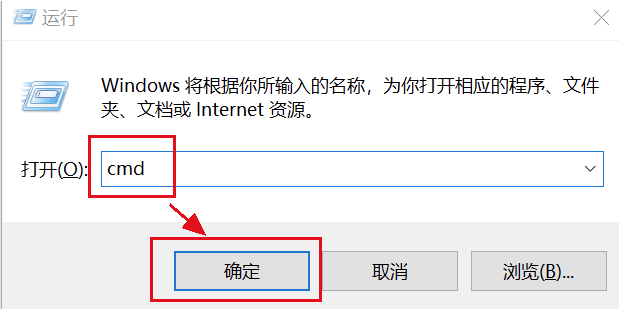 运行
Windows 将根据你所输入的名称，为你打开相应的程序、文件
夹、文档或 Internet 资源。
打开(O): cmd
确定 取消 浏览(B)...